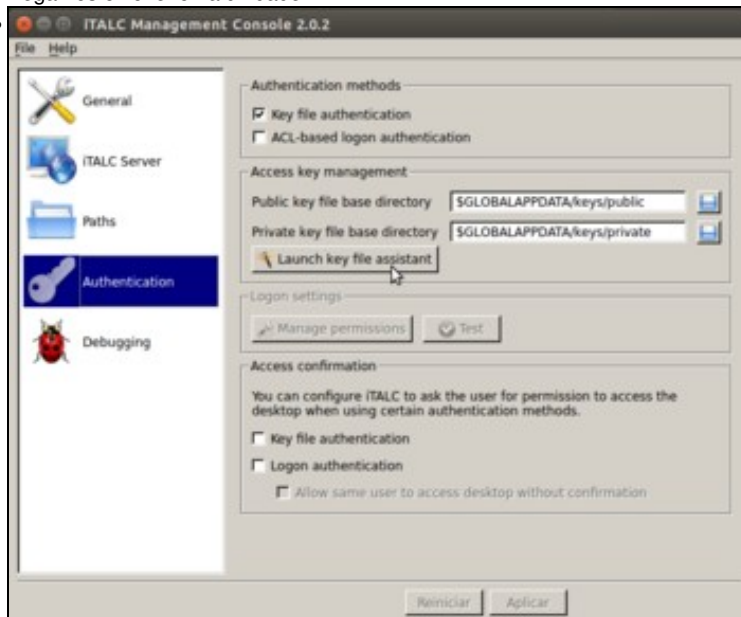 iTALC Management Console 2.0.2
File Help
General
iTALC Server
Paths
Authentication
Debugging
Authentication methods
Key file authentication
ACL-based logon authentication
Access key management
Public key file base directory $GLOBALAPPDATA/keys/public
Private key file base directory $GLOBALAPPDATA/keys/private
Launch key file assistant
Logon settings
Manage permissions Test
Access confirmation
You can configure iTALC to ask the user for permission to access the
desktop when using certain authentication methods.
Key file authentication
Logon authentication
Allow same user to access desktop without confirmation
Reiniciar Aplicar